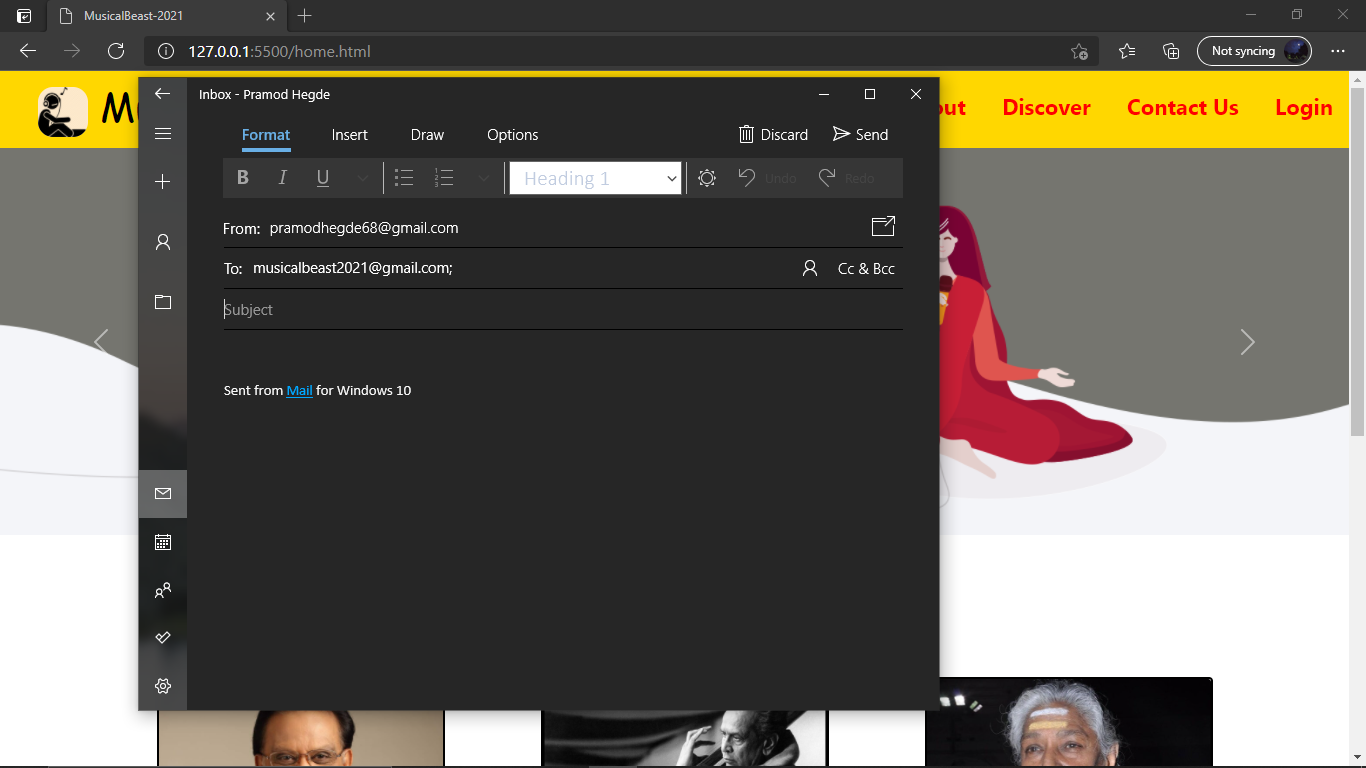 MusicalBeast-2021
127.0.0.1:5500/home.html
Not syncing
Inbox - Pramod Hegde
Format Insert Draw Options Discard Send
B I U Heading 1 Undo Redo
From: pramodhegde68@gmail.com
To: musicalbeast2021@gmail.com; Cc & Bcc
Subject
Sent from Mail for Windows 10
Discover Contact Us Login